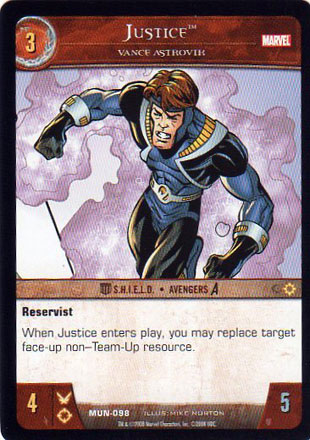 3
Justice™
Vance Astrovik
MARVEL
S.H.I.E.L.D. • AVENGERS
C
Reservist
When Justice enters play, you may replace target
face-up non–Team-Up resource.
4
MUN-098 ILLUS: MIKE NORTON
5